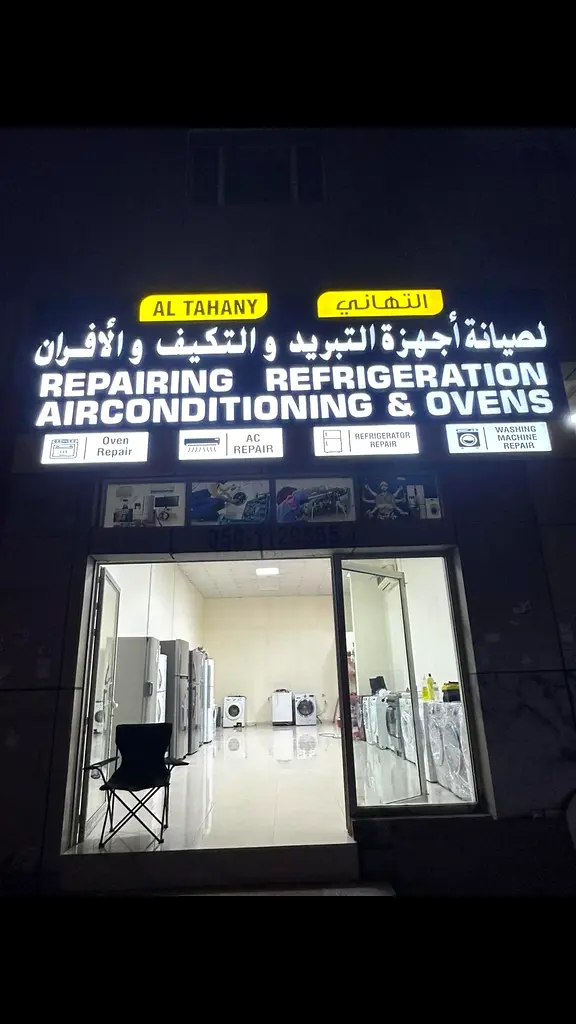 AL TAHANY
التهاني
لصيانة أجهزة التبريد و التكيف و الأفران
REPAIRING REFRIGERATION
AIRCONDITIONING & OVENS
Oven
Repair
AC
REPAIR
REFRIGERATOR
REPAIR
WASHING
MACHINE
REPAIR